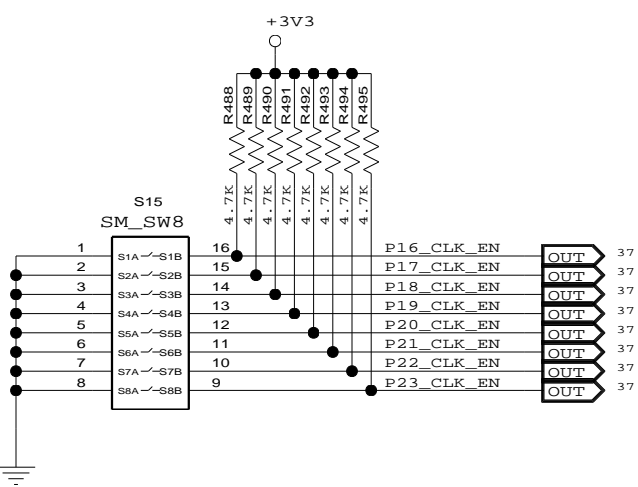 +3V3
R488 R489 R490 R491 R492 R493 R494 R495
4.7K 4.7K 4.7K 4.7K 4.7K 4.7K 4.7K 4.7K
S15
SM_SW8
1 S1A S1B 16 P16_CLK_EN OUT 37
2 S2A S2B 15 P17_CLK_EN OUT 37
3 S3A S3B 14 P18_CLK_EN OUT 37
4 S4A S4B 13 P19_CLK_EN OUT 37
5 S5A S5B 12 P20_CLK_EN OUT 37
6 S6A S6B 11 P21_CLK_EN OUT 37
7 S7A S7B 10 P22_CLK_EN OUT 37
8 S8A S8B 9 P23_CLK_EN OUT 37